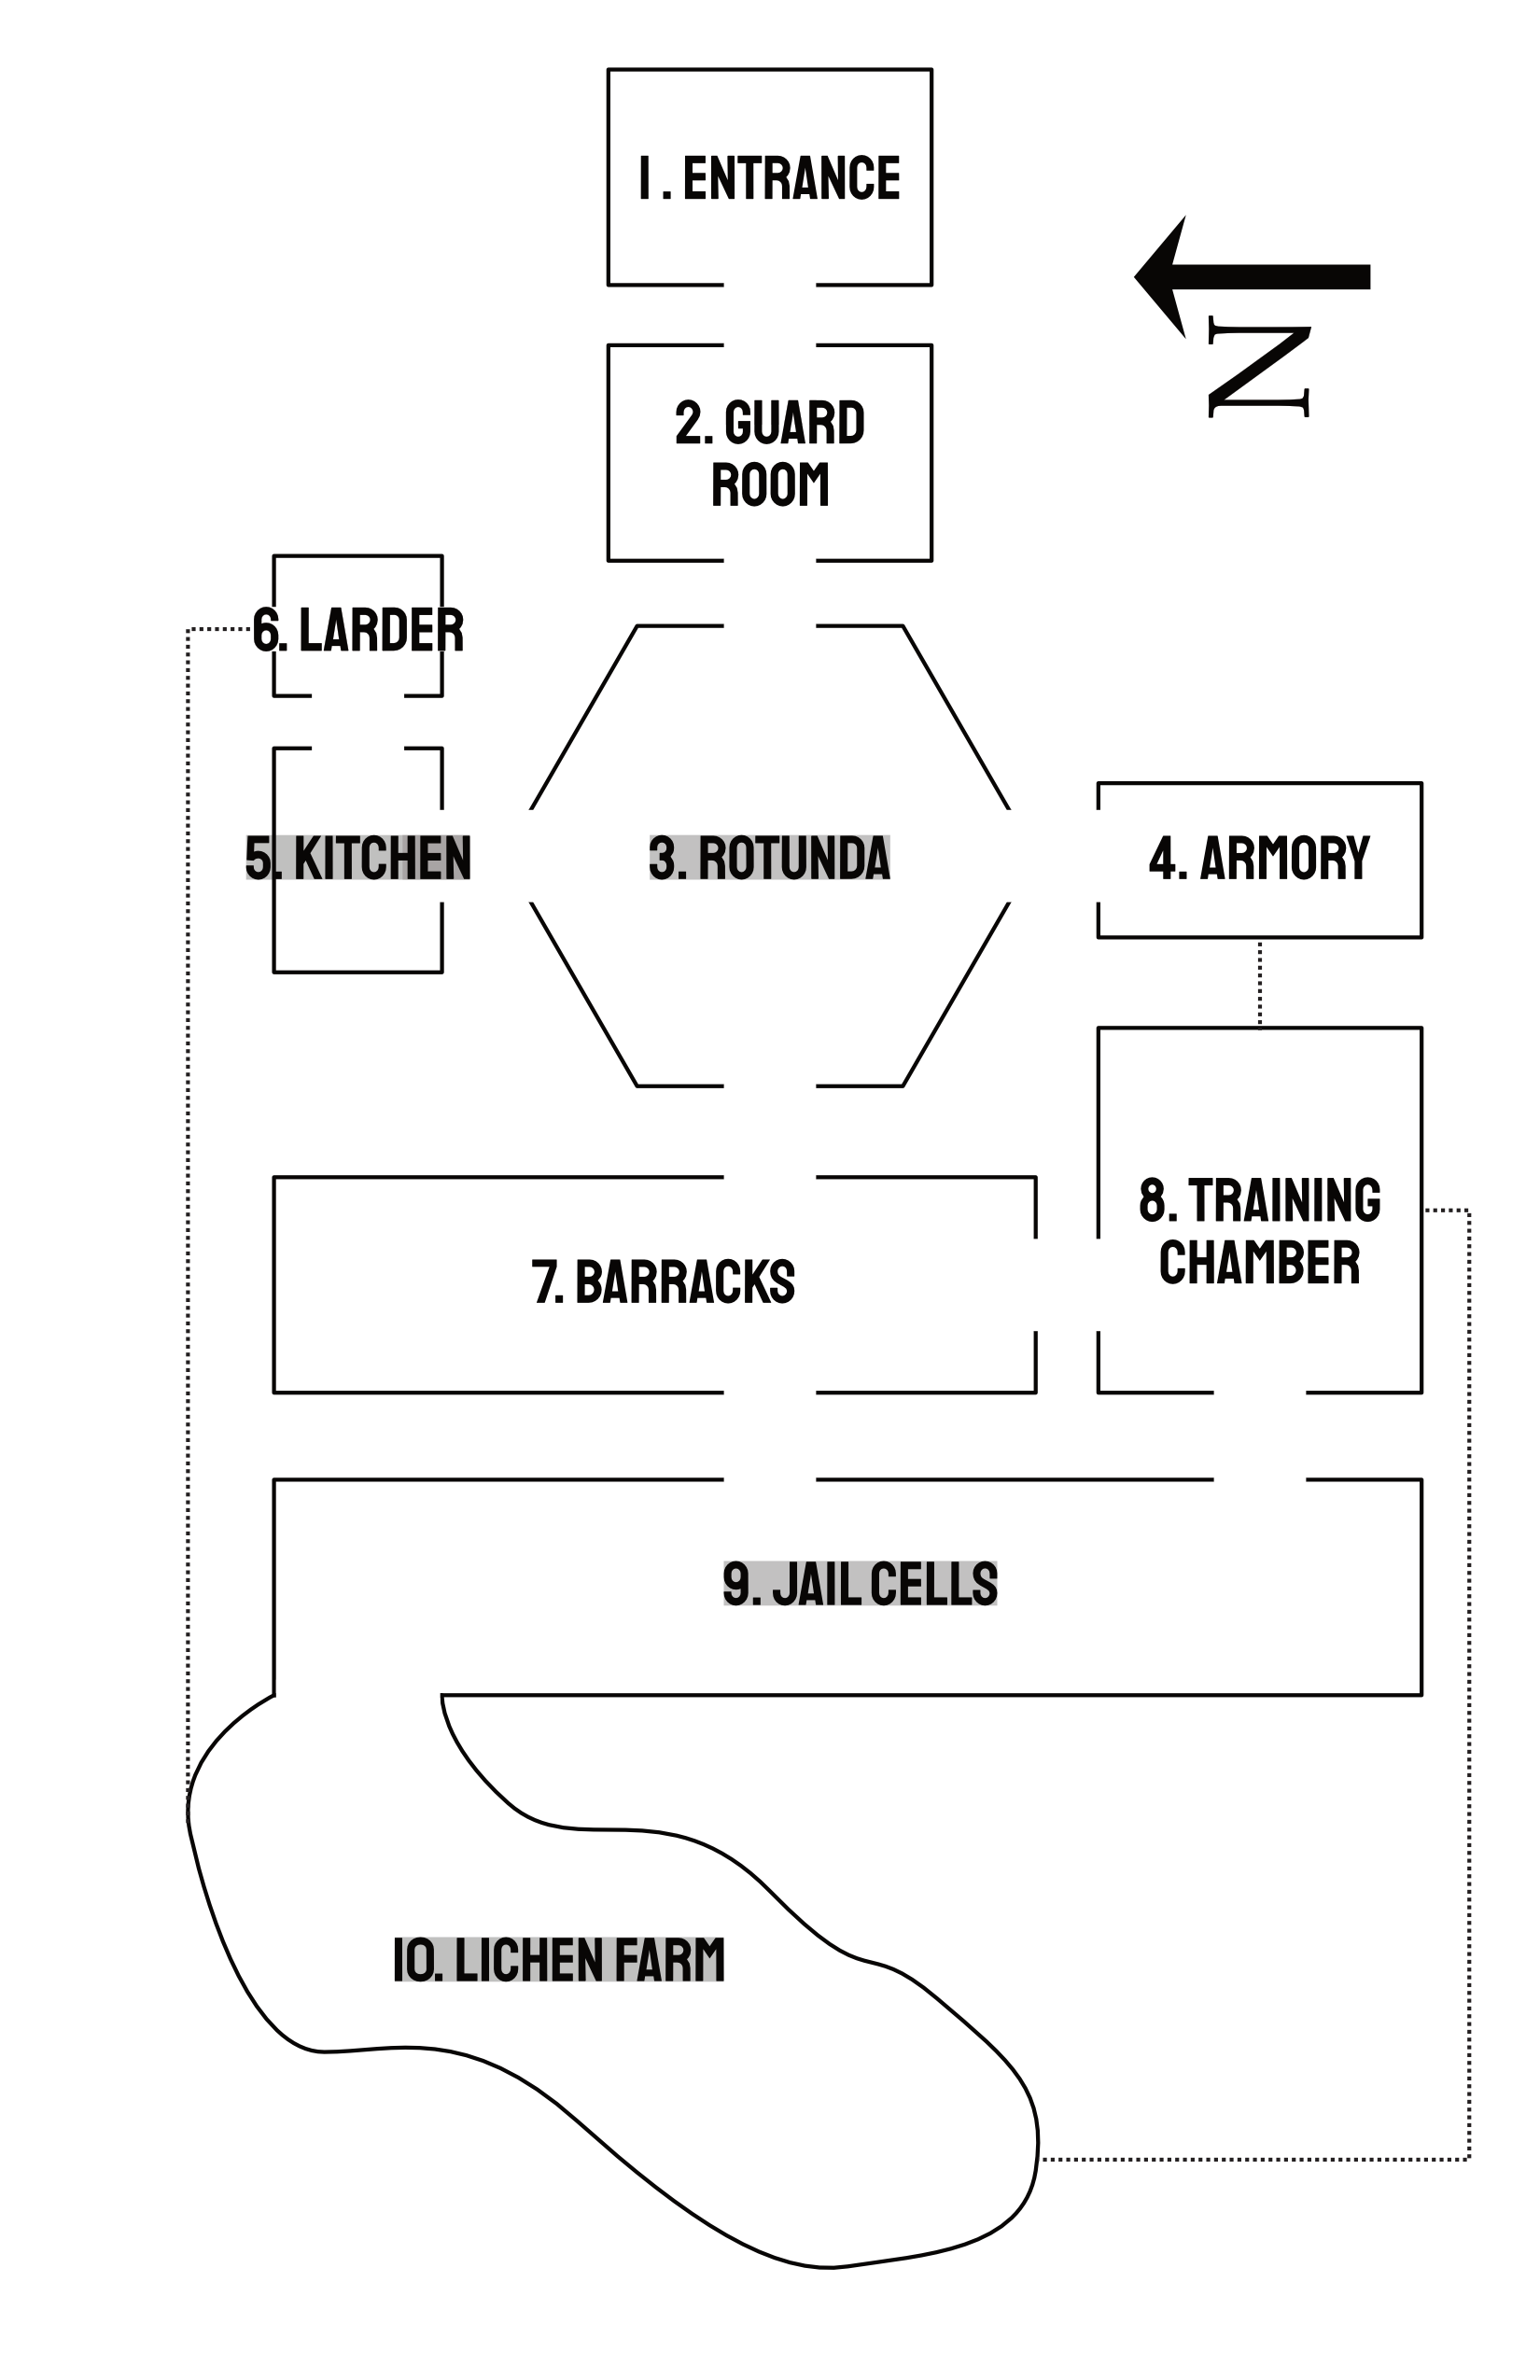 1. ENTRANCE
N
2. GUARD
ROOM
6. LARDER
5. KITCHEN
3. ROTUNDA
4. ARMORY
8. TRAINING
CHAMBER
7. BARRACKS
9. JAIL CELLS
10. LICHEN FARM